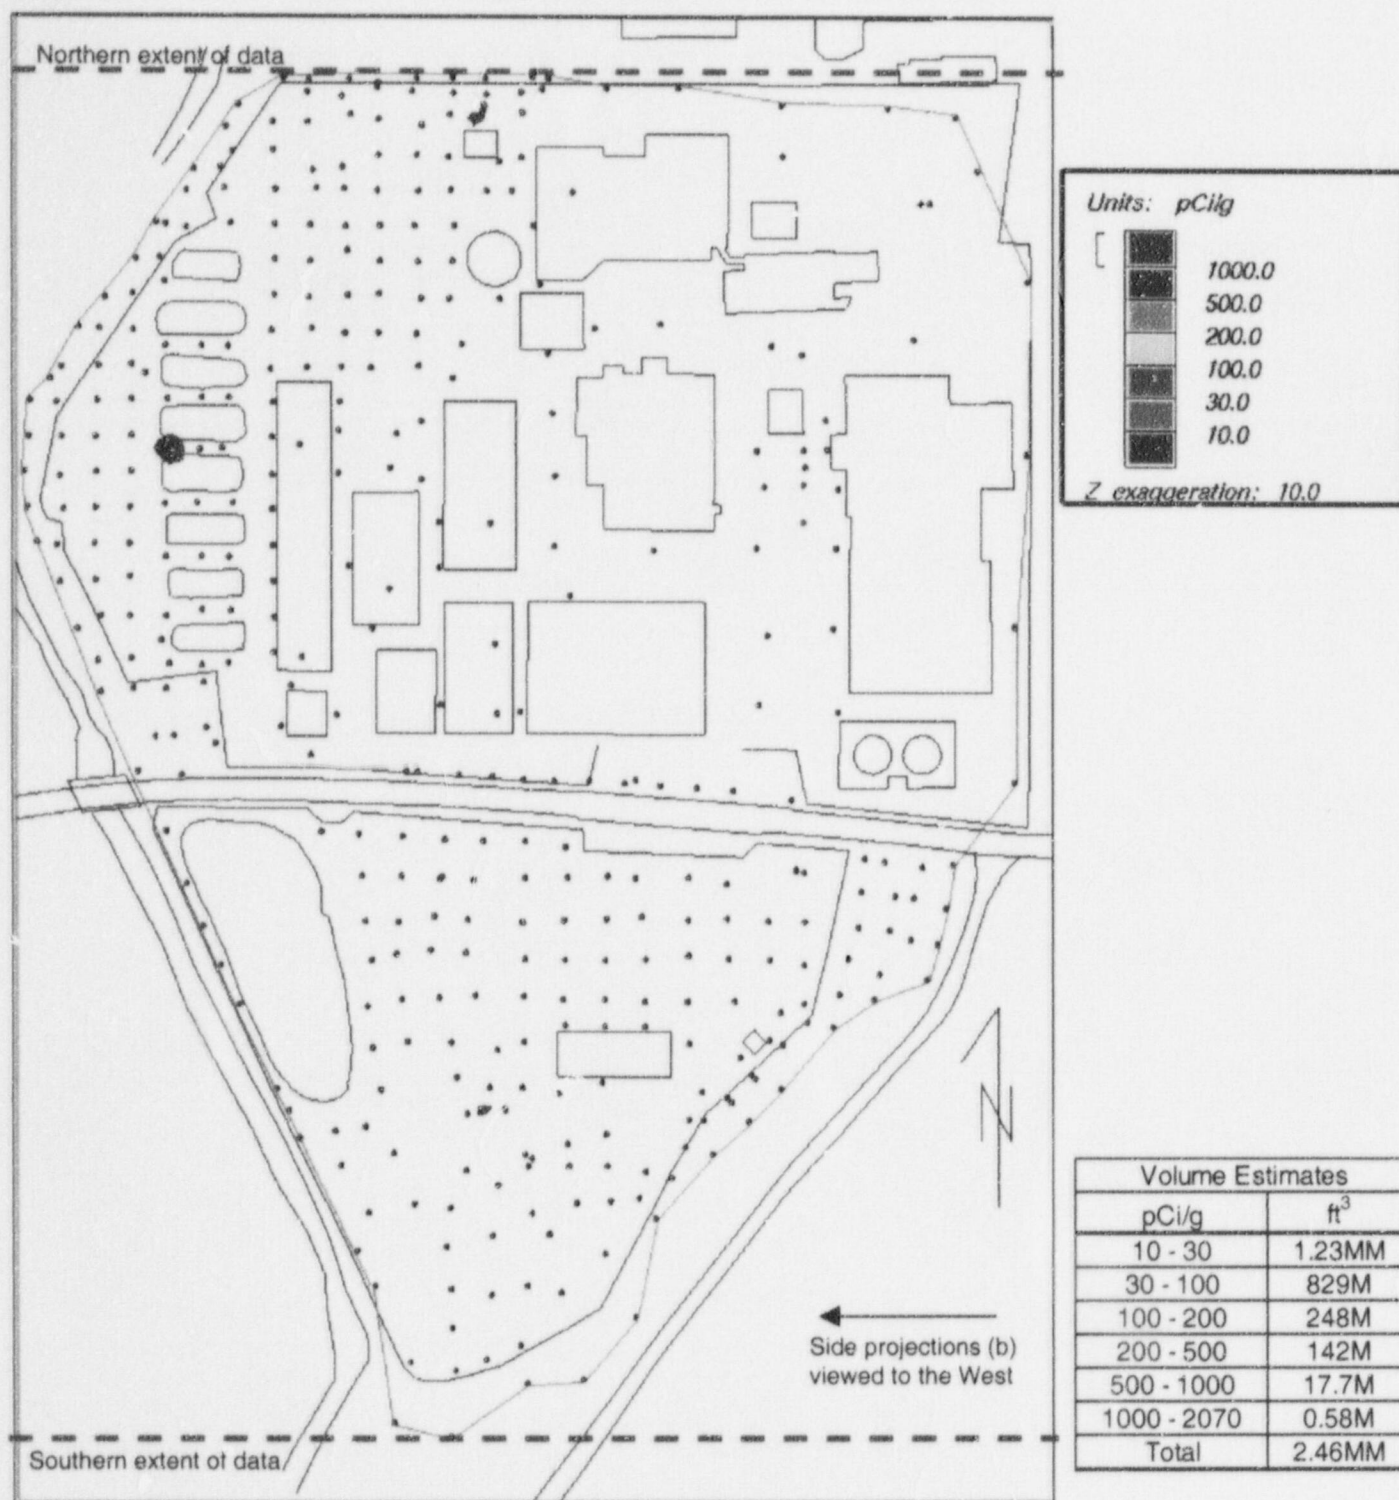 Northern extent of data
Units: pCi/g
1000.0
500.0
200.0
100.0
30.0
10.0
Z exaggeration: 10.0
N
Volume Estimates
pCi/g ft³
10 - 30 1.23MM
30 - 100 829M
100 - 200 248M
200 - 500 142M
500 - 1000 17.7M
1000 - 2070 0.58M
Total 2.46MM
Side projections (b)
viewed to the West
Southern extent of data